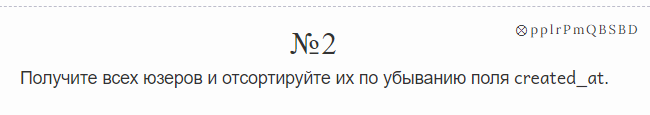 ⊗pplrPmQBSBD
№2
Получите всех юзеров и отсортируйте их по убыванию поля created_at.